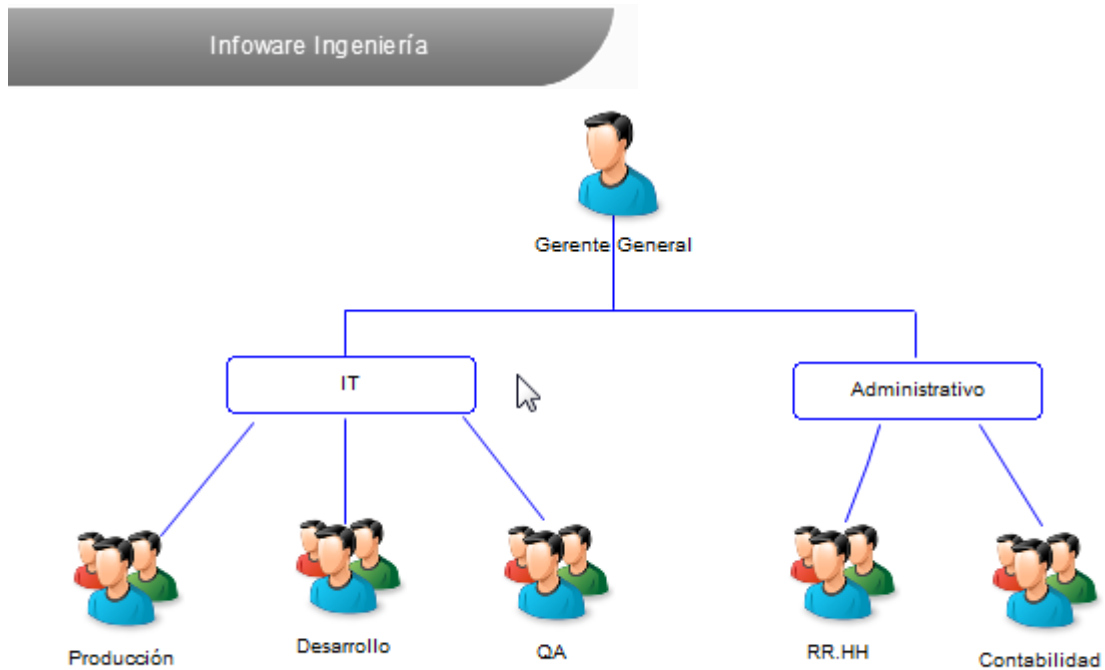 Infoware Ingeniería
Gerente General
IT
Administrativo
Producción
Desarrollo
QA
RR.HH
Contabilidad